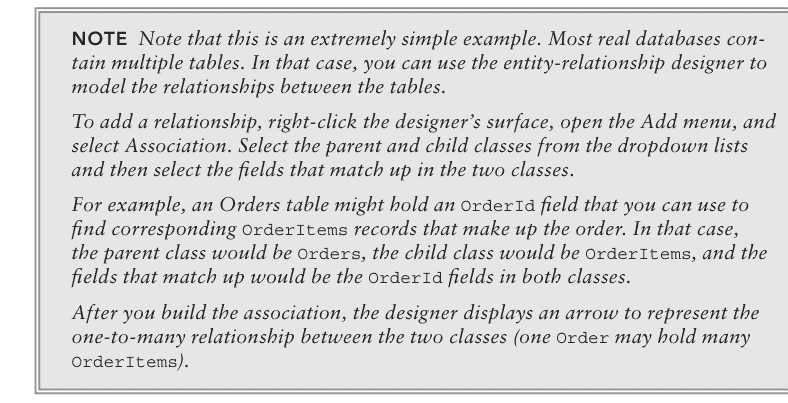 NOTE Note that this is an extremely simple example. Most real databases con-
tain multiple tables. In that case, you can use the entity-relationship designer to
model the relationships between the tables.
To add a relationship, right-click the designer's surface, open the Add menu, and
select Association. Select the parent and child classes from the dropdown lists
and then select the fields that match up in the two classes.
For example, an Orders table might hold an OrderId field that you can use to
find corresponding OrderItems records that make up the order. In that case,
the parent class would be Orders, the child class would be OrderItems, and the
fields that match up would be the OrderId fields in both classes.
After you build the association, the designer displays an arrow to represent the
one-to-many relationship between the two classes (one Order may hold many
OrderItems).